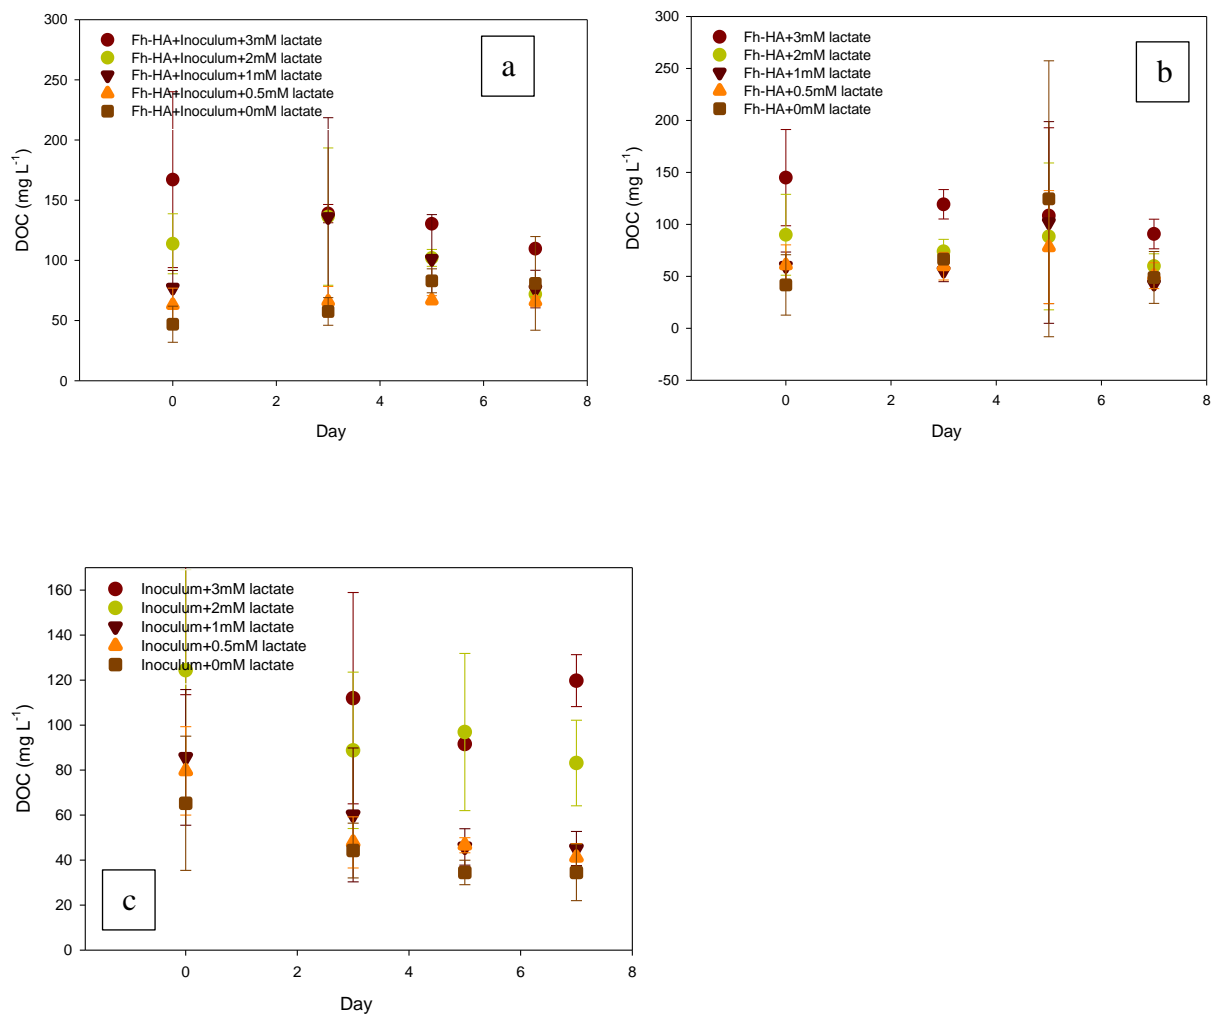 300
250
200
150
100
50
0
DOC (mg L-1)
Fh-HA+Inoculum+3mM lactate
Fh-HA+Inoculum+2mM lactate
Fh-HA+Inoculum+1mM lactate
Fh-HA+Inoculum+0.5mM lactate
Fh-HA+Inoculum+0mM lactate
a
0 2 4 6 8
Day
300
250
200
150
100
50
0
-50
DOC (mg L-1)
Fh-HA+3mM lactate
Fh-HA+2mM lactate
Fh-HA+1mM lactate
Fh-HA+0.5mM lactate
Fh-HA+0mM lactate
b
0 2 4 6 8
Day
160
140
120
100
80
60
40
20
0
DOC (mg L-1)
Inoculum+3mM lactate
Inoculum+2mM lactate
Inoculum+1mM lactate
Inoculum+0.5mM lactate
Inoculum+0mM lactate
c
0 2 4 6 8
Day